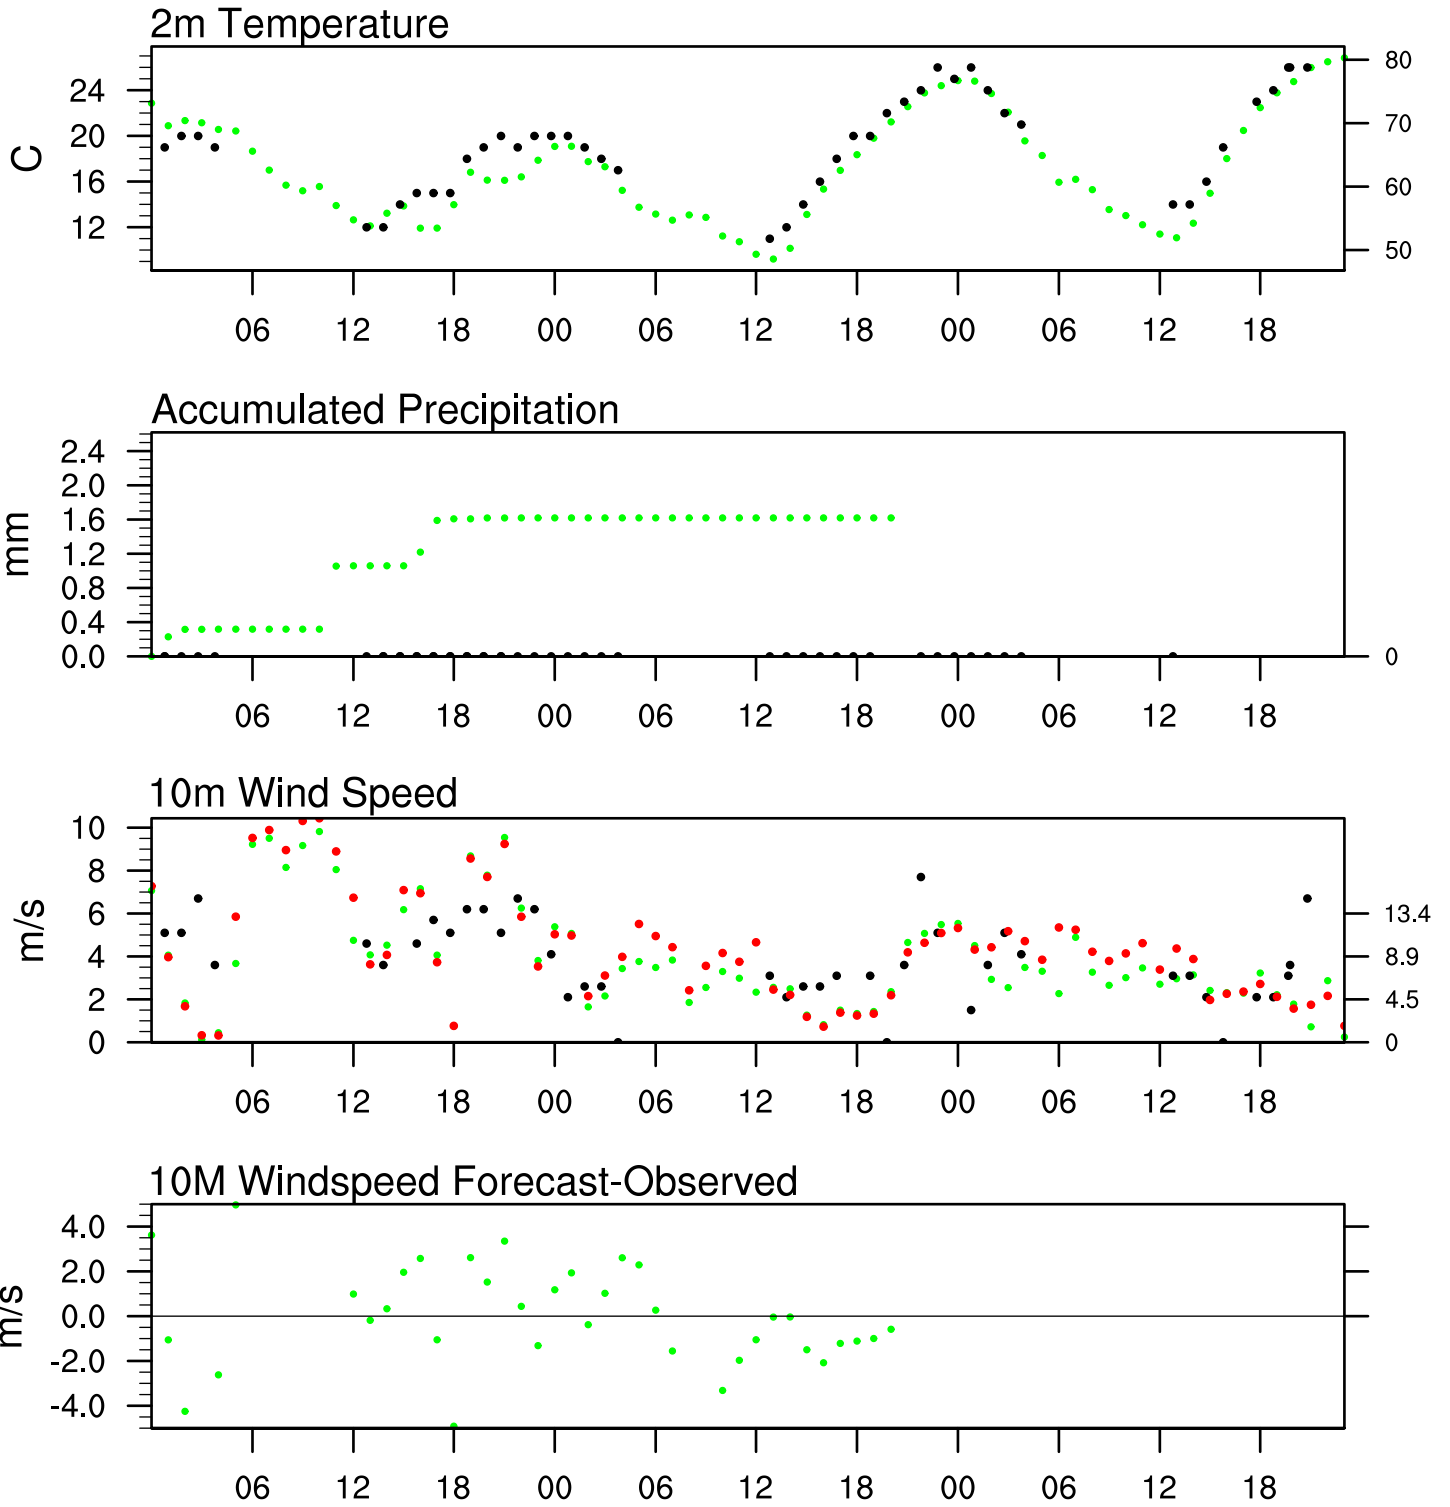 2m Temperature
24
20
16
12
C
80
70
60
50
06 12 18 00 06 12 18 00 06 12 18
Accumulated Precipitation
2.4
2.0
1.6
1.2
0.8
0.4
0.0
mm
0
06 12 18 00 06 12 18 00 06 12 18
10m Wind Speed
10
8
6
4
2
0
m/s
13.4
8.9
4.5
0
06 12 18 00 06 12 18 00 06 12 18
10M Windspeed Forecast-Observed
4.0
2.0
0.0
-2.0
-4.0
m/s
06 12 18 00 06 12 18 00 06 12 18